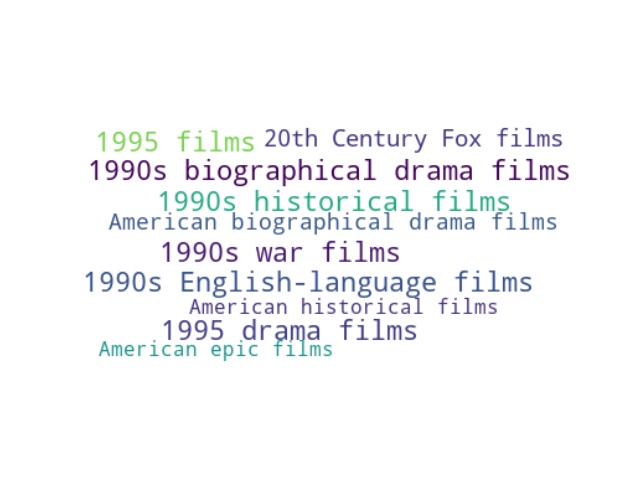 1995 films
20th Century Fox films
1990s biographical drama films
1990s historical films
American biographical drama films
1990s war films
1990s English-language films
American historical films
1995 drama films
American epic films